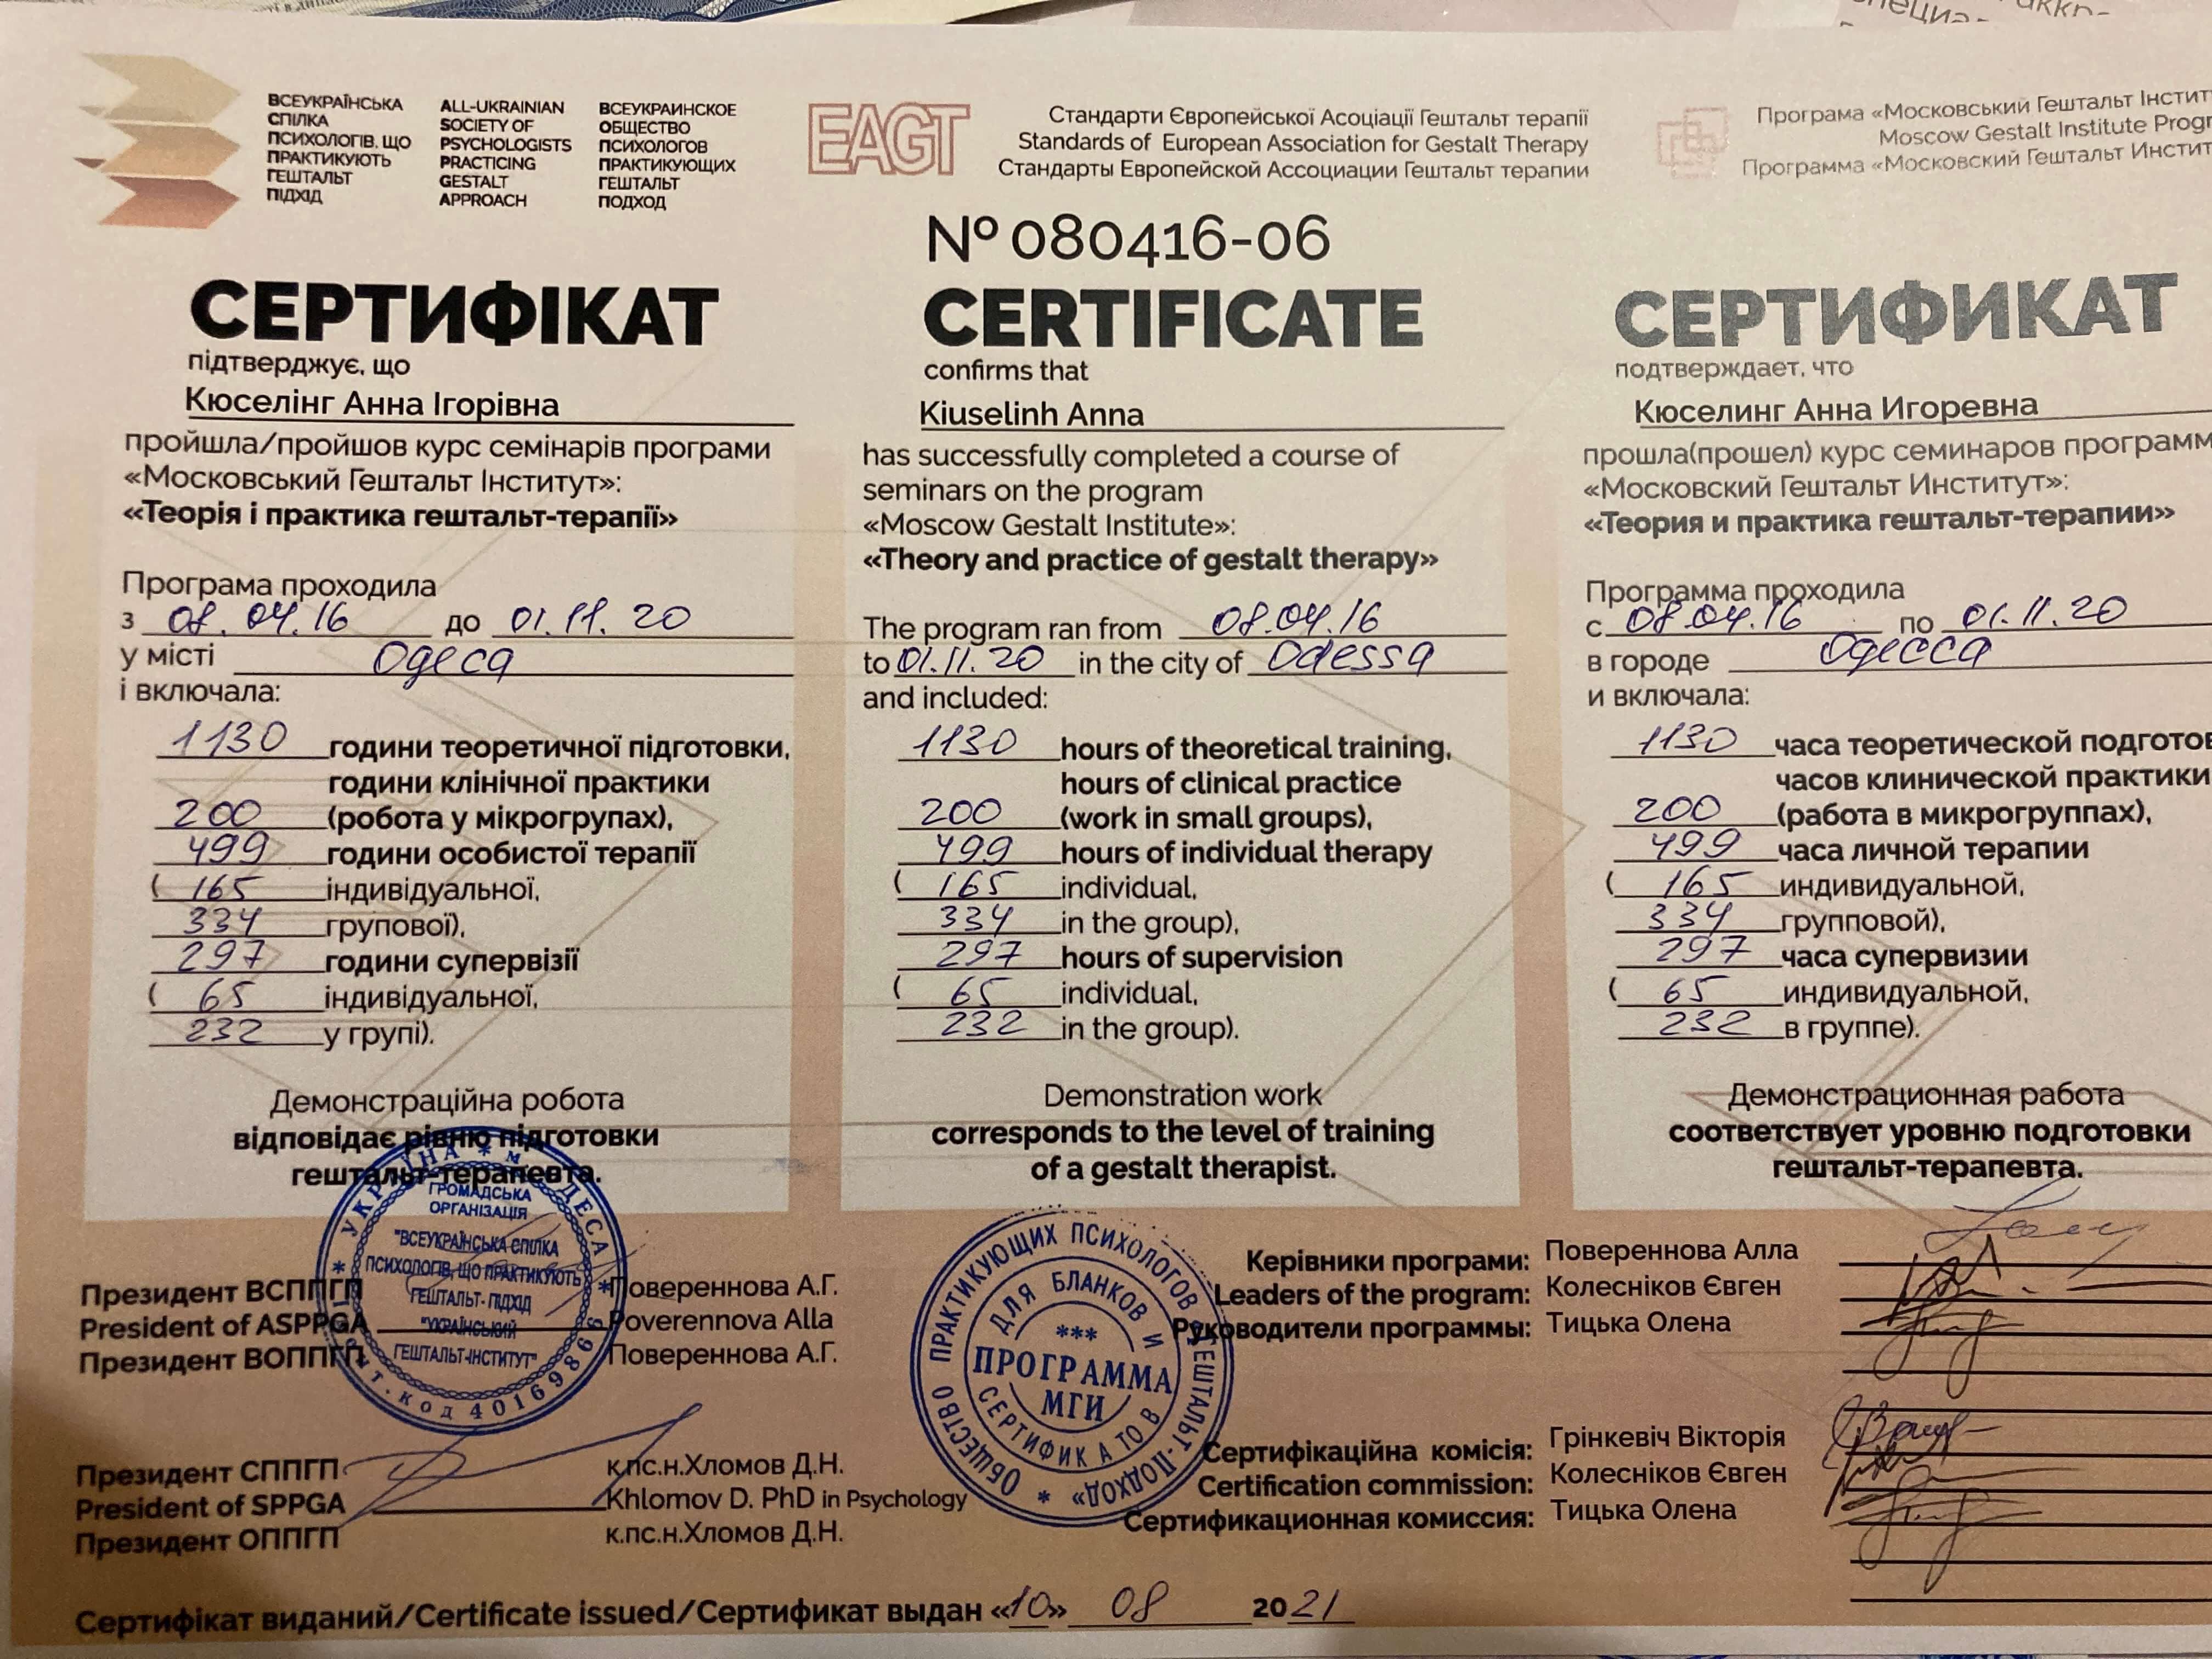 ВСЕУКРАЇНСЬКА
СПІЛКА
ПСИХОЛОГІВ, ЩО
ПРАКТИКУЮТЬ
ГЕШТАЛЬТ
ПІДХІД
ALL-UKRAINIAN
SOCIETY OF
PSYCHOLOGISTS
PRACTICING
GESTALT
APPROACH
ВСЕУКРАИНСКОЕ
ОБЩЕСТВО
ПСИХОЛОГОВ
ПРАКТИКУЮЩИХ
ГЕШТАЛЬТ
ПОДХОД
EAGT
Стандарти Європейської Асоціації Гештальт терапії
Standards of European Association for Gestalt Therapy
Стандарты Европейской Ассоциации Гештальт терапии
Програма «Московський Гештальт Інстит
Moscow Gestalt Institute Progr
Программа «Московский Гештальт Инстит
№ 080416-06
СЕРТИФІКАТ
підтверджує, що
Кюселінг Анна Ігорівна
пройшла/пройшов курс семінарів програми
«Московський Гештальт Інститут»:
«Теорія і практика гештальт-терапії»
Програма проходила
з 08.04.16 до 01.11.20
у місті Одеса
і включала:
1130 години теоретичної підготовки,
години клінічної практики
200 (робота у мікрогрупах),
499 години особистої терапії
( 165 індивідуальної,
334 групової),
297 години супервізії
( 65 індивідуальної,
232 у групі).
Демонстраційна робота
відповідає рівню підготовки
гештальт-терапевта.
CERTIFICATE
confirms that
Kiuselinh Anna
has successfully completed a course of
seminars on the program
«Moscow Gestalt Institute»:
«Theory and practice of gestalt therapy»
The program ran from 08.04.16
to 01.11.20 in the city of Odessa
and included:
1130 hours of theoretical training,
hours of clinical practice
200 (work in small groups),
499 hours of individual therapy
( 165 individual,
334 in the group),
297 hours of supervision
( 65 individual,
232 in the group).
Demonstration work
corresponds to the level of training
of a gestalt therapist.
СЕРТИФИКАТ
подтверждает, что
Кюселинг Анна Игоревна
прошла(прошел) курс семинаров программ
«Московский Гештальт Институт»:
«Теория и практика гештальт-терапии»
Программа проходила
с 08.04.16 по 01.11.20
в городе Одесса
и включала:
1130 часа теоретической подготов
часов клинической практики
200 (работа в микрогруппах),
499 часа личной терапии
( 165 индивидуальной,
334 групповой),
297 часа супервизии
( 65 индивидуальной,
232 в группе).
Демонстрационная работа
соответствует уровню подготовки
гештальт-терапевта.
Президент ВСППГП Поvереннова А.Г.
President of ASPPGA Poverennova Alla
Президент ВОППГП Повереннова А.Г.
УКРАЇНА * м. ОДЕСА *
ГРОМАДСЬКА
ОРГАНІЗАЦІЯ
"ВСЕУКРАЇНСЬКА СПІЛКА
ПСИХОЛОГІВ, ЩО ПРАКТИКУЮТЬ
ГЕШТАЛЬТ-ПІДХІД
"УКРАЇНСЬКИЙ
ГЕШТАЛЬТ-ІНСТИТУТ"
Президент СППГП к.пс.н.Хломов Д.Н.
President of SPPGA Khlomov D. PhD in Psychology
Президент ОППГП к.пс.н.Хломов Д.Н.
ОБЩЕСТВО ПРАКТИКУЮЩИХ ПСИХОЛОГОВ ГЕШТАЛЬТ-ПОДХОД»
ДЛЯ БЛАНКОВ И
***
ПРОГРАММА
МГИ
СЕРТИФИКАТОВ
Керівники програми: Повереннова Алла
Leaders of the program: Колесніков Євген
Руководители программы: Тицька Олена
Сертифікаційна комісія: Грінкевіч Вікторія
Certification commission: Колесніков Євген
Сертификационная комиссия: Тицька Олена
Сертифікат виданий/Certificate issued/Сертификат выдан «10» 08 2021